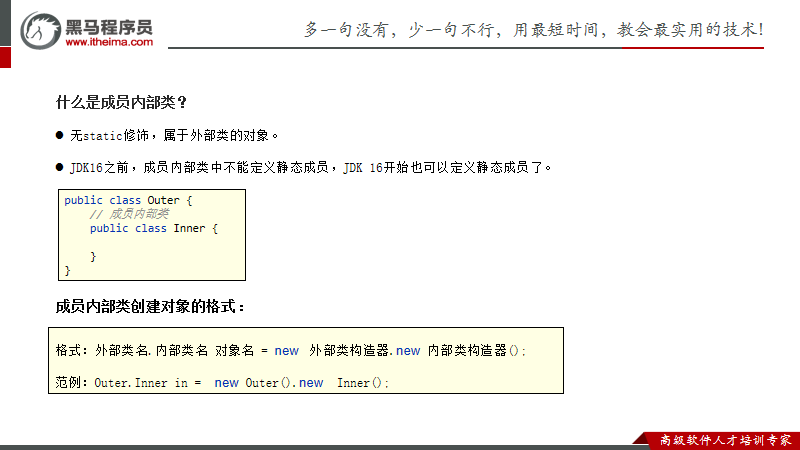 黑马程序员
www.itheima.com
多一句没有，少一句不行，用最短时间，教会最实用的技术！
什么是成员内部类？
● 无static修饰，属于外部类的对象。
● JDK16之前，成员内部类中不能定义静态成员，JDK 16开始也可以定义静态成员了。
public class Outer {
// 成员内部类
public class Inner {
}
}
成员内部类创建对象的格式：
格式：外部类名.内部类名 对象名 = new 外部类构造器.new 内部类构造器();
范例：Outer.Inner in = new Outer().new Inner();
高级软件人才培训专家